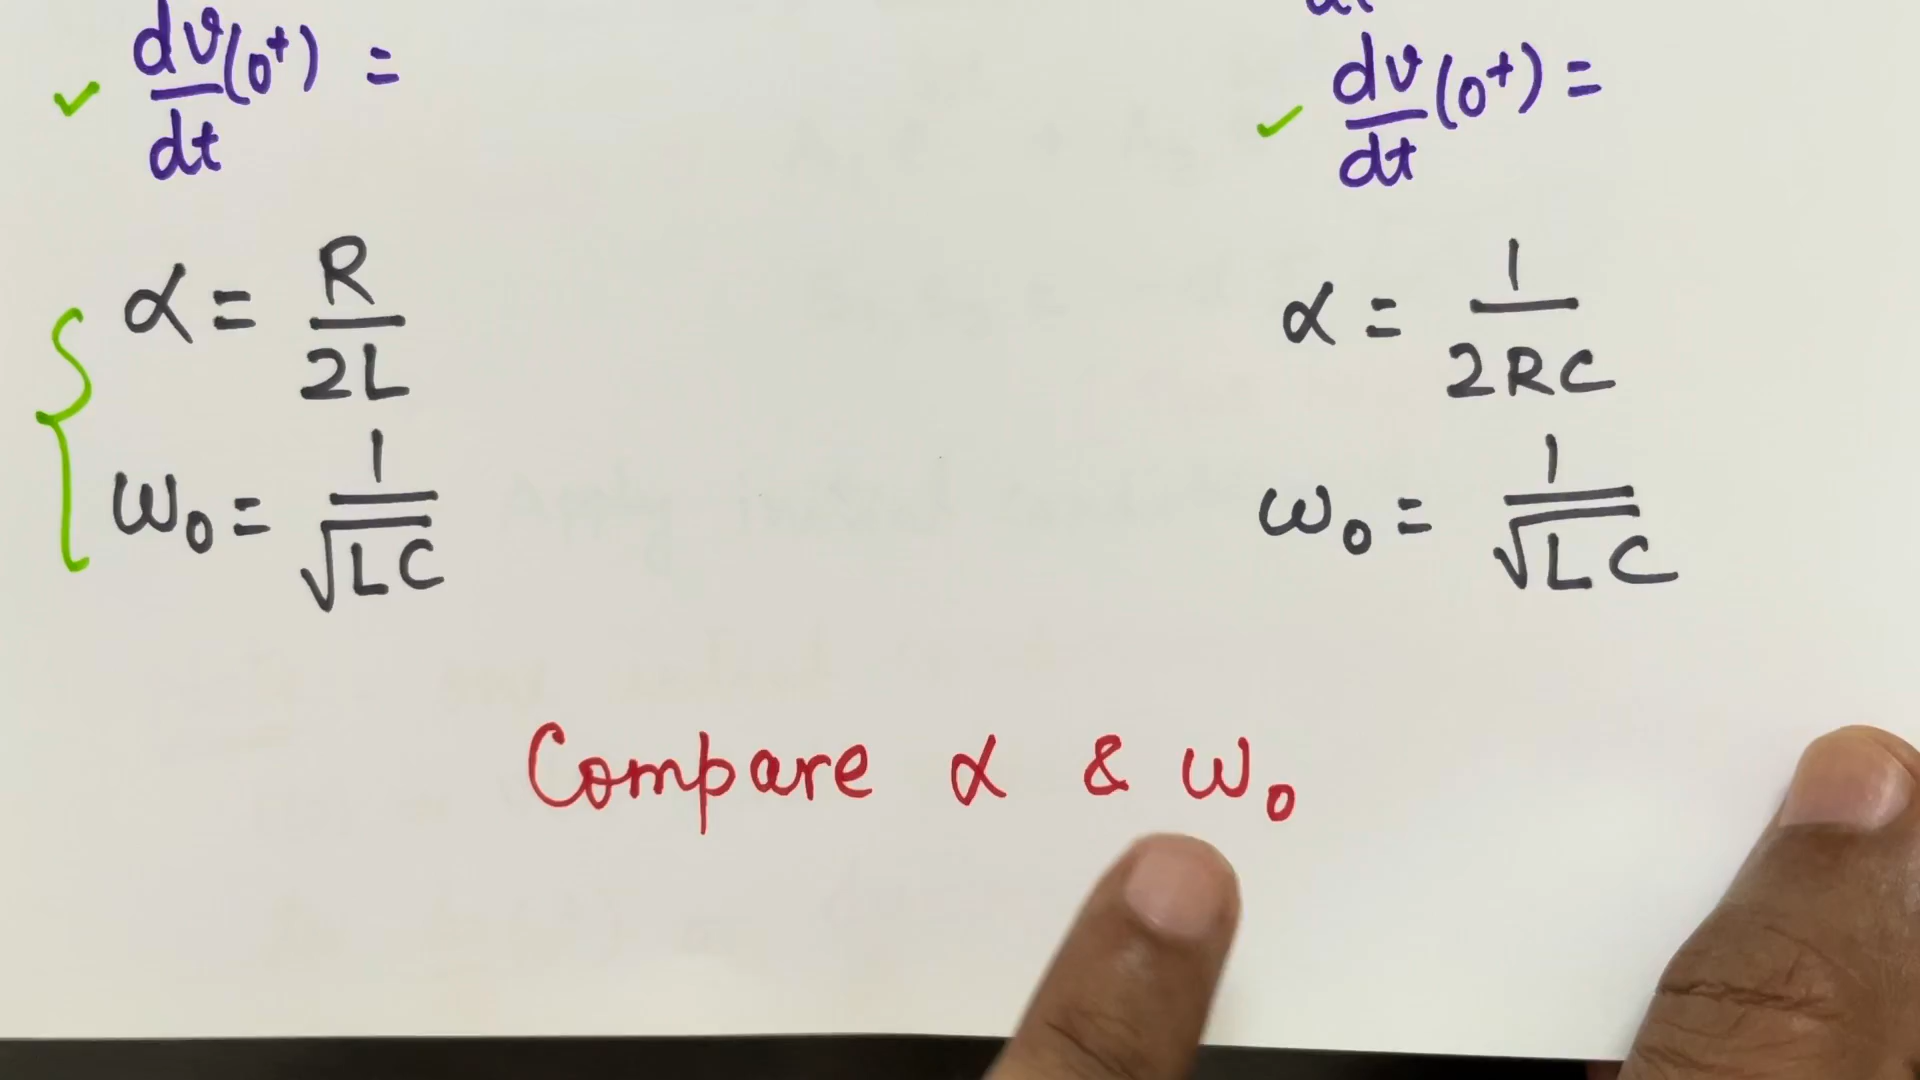 ✓ dv/dt (0⁺) =
α = R/2L
ω₀ = 1/√LC
✓ dv/dt (0⁺) =
α = 1/2RC
ω₀ = 1/√LC
Compare α & ω₀